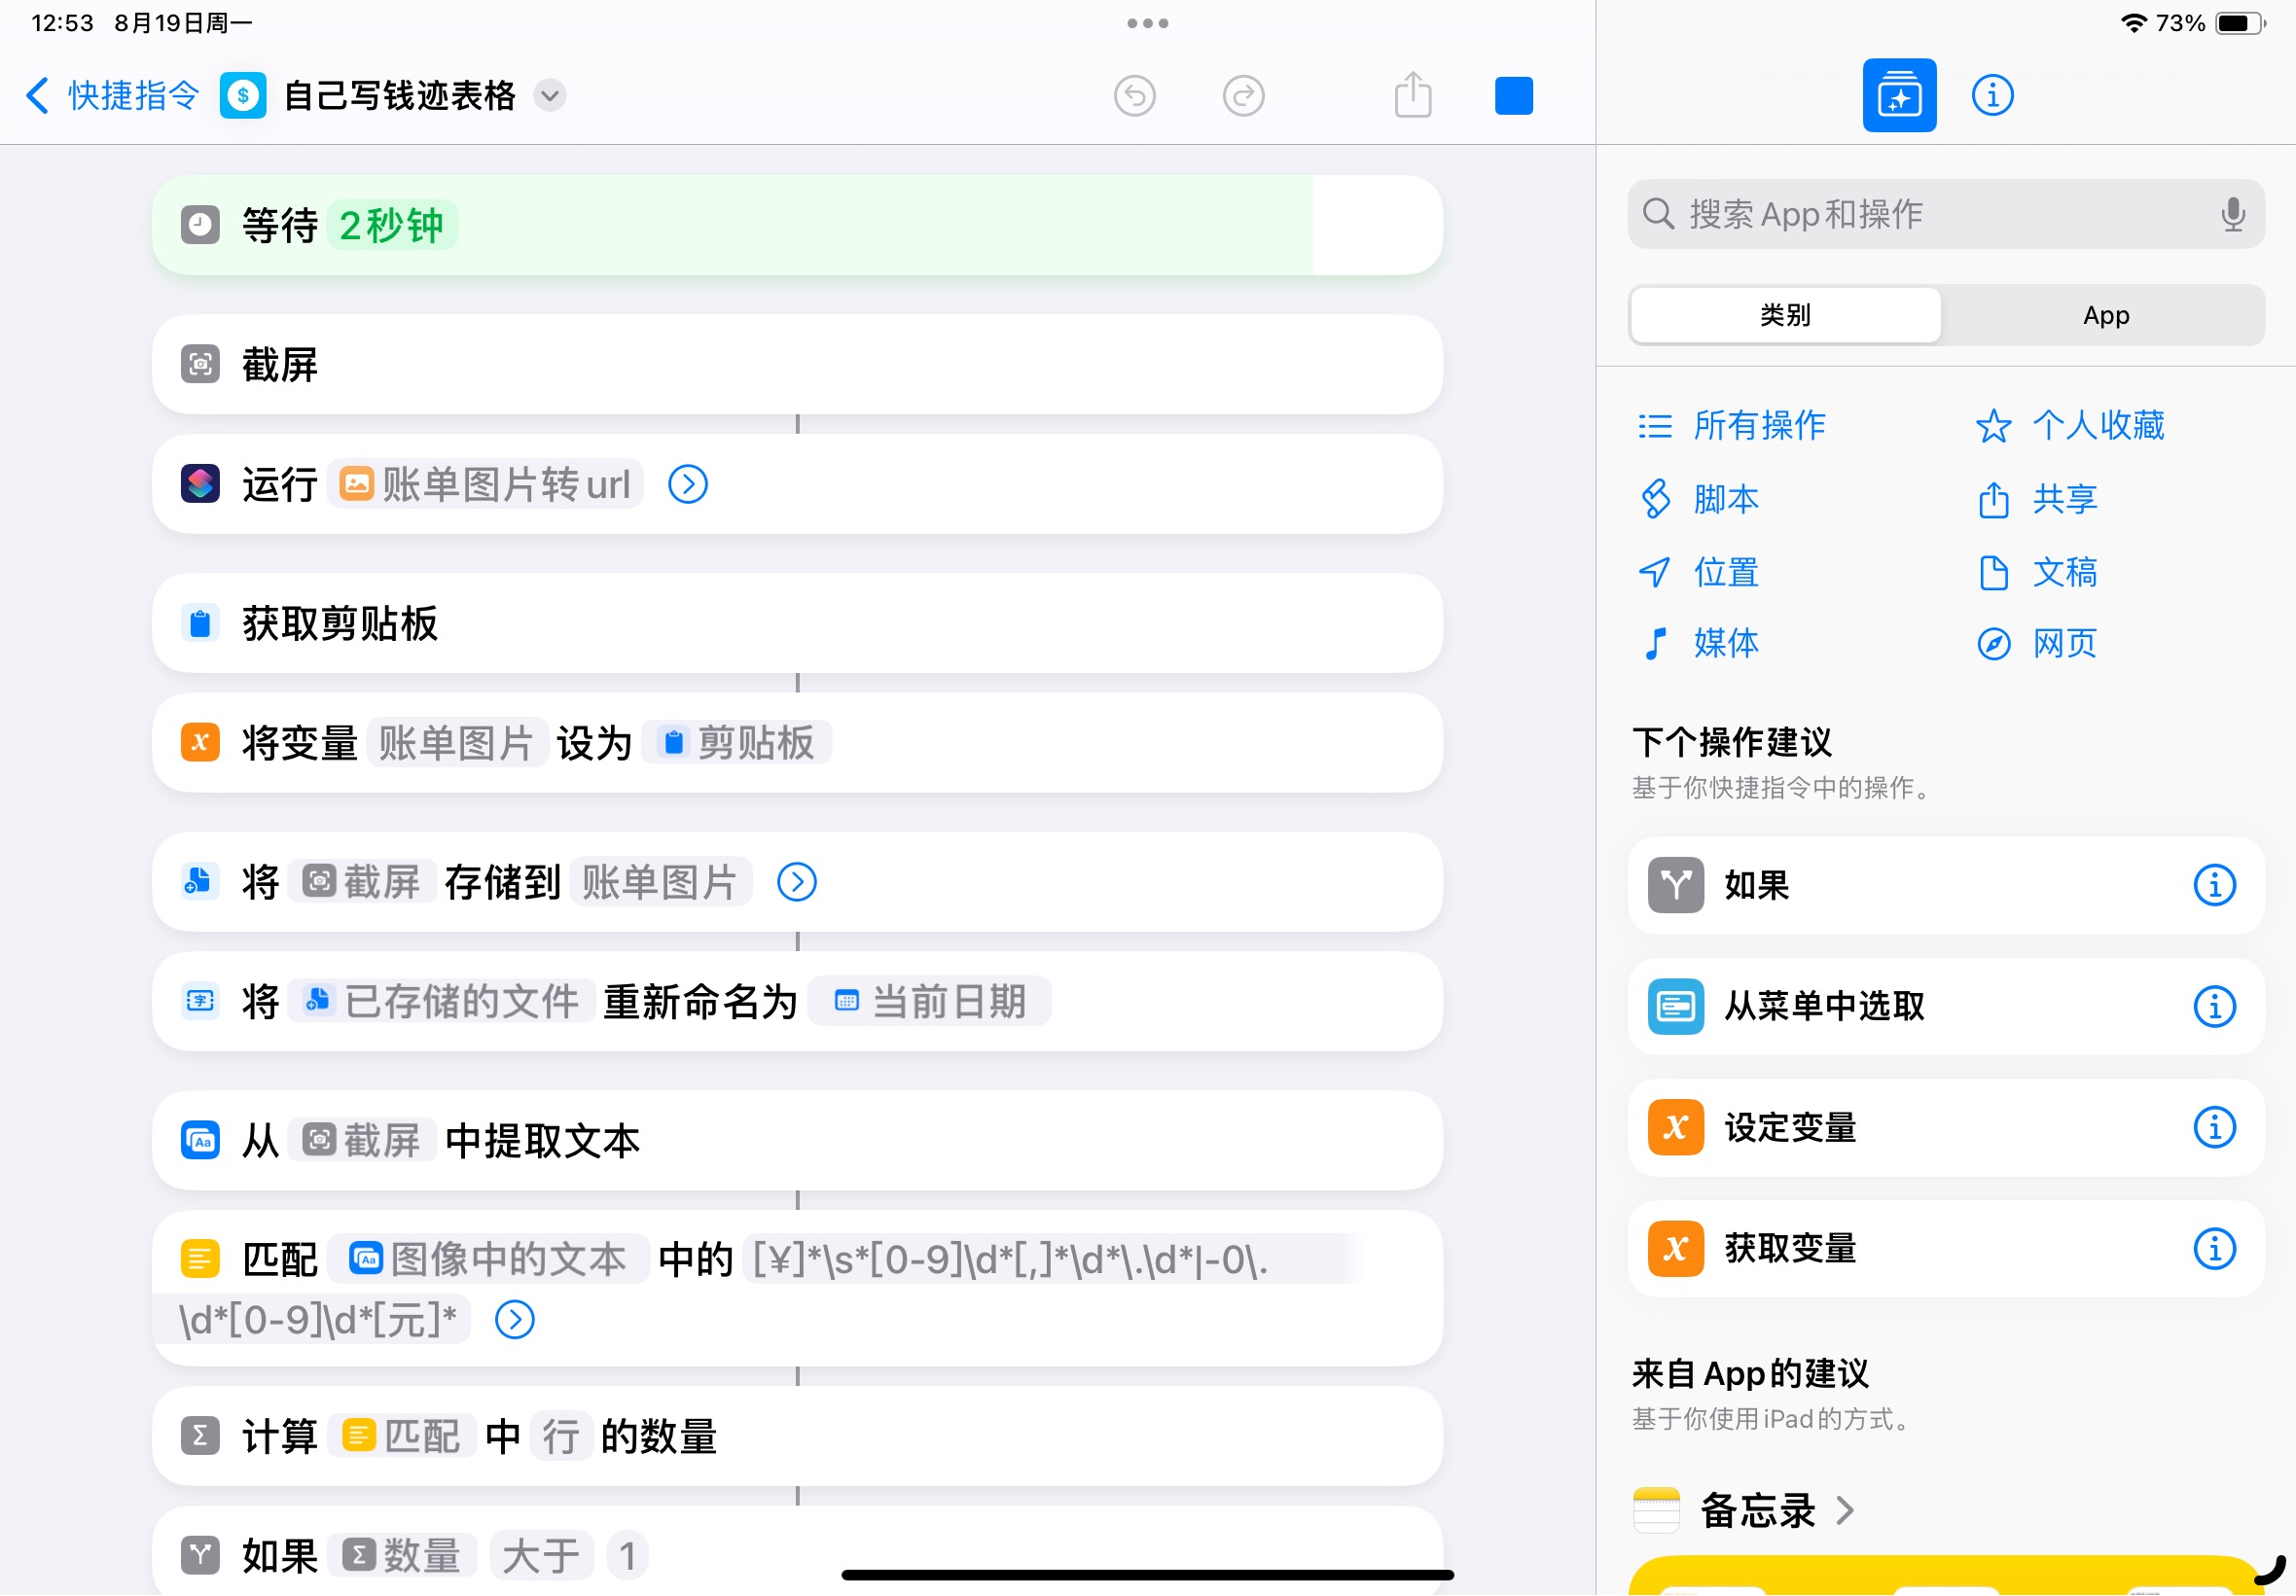 12:53 8月19日周一
73%
快捷指令 自己写钱迹表格
等待 2秒钟
截屏
运行 账单图片转url
获取剪贴板
将变量 账单图片 设为 剪贴板
将 截屏 存储到 账单图片
将 已存储的文件 重新命名为 当前日期
从 截屏 中提取文本
匹配 图像中的文本 中的 [¥]*\s*[0-9]\d*[,]*\d*\.\d*|-0\.
\d*[0-9]\d*[元]*
计算 匹配 中 行 的数量
如果 数量 大于 1
搜索App和操作
类别 App
所有操作 个人收藏
脚本 共享
位置 文稿
媒体 网页
下个操作建议
基于你快捷指令中的操作。
如果
从菜单中选取
设定变量
获取变量
来自App的建议
基于你使用iPad的方式。
备忘录